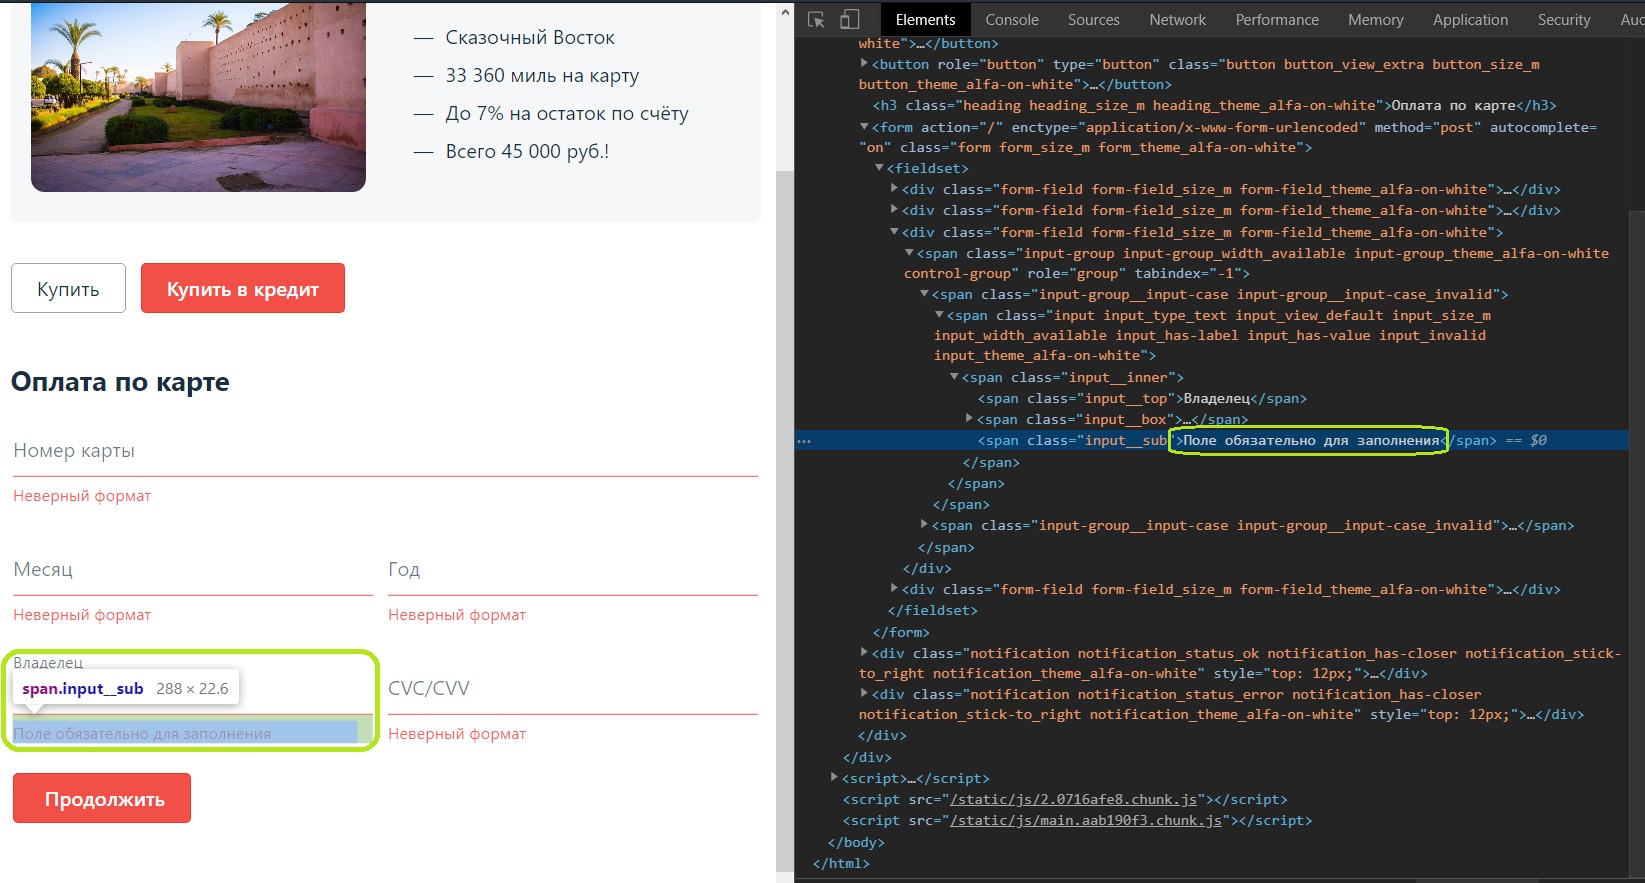 — Сказочный Восток
— 33 360 миль на карту
— До 7% на остаток по счёту
— Всего 45 000 руб.!
Купить
Купить в кредит
Оплата по карте
Номер карты
Неверный формат
Месяц
Год
Неверный формат
Неверный формат
Владелец
span.input__sub 288 × 22.6
CVC/CVV
Поле обязательно для заполнения
Неверный формат
Продолжить
Elements Console Sources Network Performance Memory Application Security Auc
white">…</button>
<button role="button" type="button" class="button button_view_extra button_size_m
button_theme_alfa-on-white">…</button>
<h3 class="heading heading_size_m heading_theme_alfa-on-white">Оплата по карте</h3>
<form action="/" enctype="application/x-www-form-urlencoded" method="post" autocomplete=
"on" class="form form_size_m form_theme_alfa-on-white">
<fieldset>
<div class="form-field form-field_size_m form-field_theme_alfa-on-white">…</div>
<div class="form-field form-field_size_m form-field_theme_alfa-on-white">…</div>
<div class="form-field form-field_size_m form-field_theme_alfa-on-white">
<span class="input-group input-group_width_available input-group_theme_alfa-on-white
control-group" role="group" tabindex="-1">
<span class="input-group__input-case input-group__input-case_invalid">
<span class="input input_type_text input_view_default input_size_m
input_width_available input_has-label input_has-value input_invalid
input_theme_alfa-on-white">
<span class="input__inner">
<span class="input__top">Владелец</span>
<span class="input__box">…</span>
<span class="input__sub">Поле обязательно для заполнения</span> == $0
</span>
</span>
</span>
<span class="input-group__input-case input-group__input-case_invalid">…</span>
</span>
</div>
<div class="form-field form-field_size_m form-field_theme_alfa-on-white">…</div>
</fieldset>
</form>
<div class="notification notification_status_ok notification_has-closer notification_stick-
to_right notification_theme_alfa-on-white" style="top: 12px;">…</div>
<div class="notification notification_status_error notification_has-closer
notification_stick-to_right notification_theme_alfa-on-white" style="top: 12px;">…</div>
</div>
</div>
<script>…</script>
<script src="/static/js/2.0716afe8.chunk.js"></script>
<script src="/static/js/main.aab190f3.chunk.js"></script>
</body>
</html>